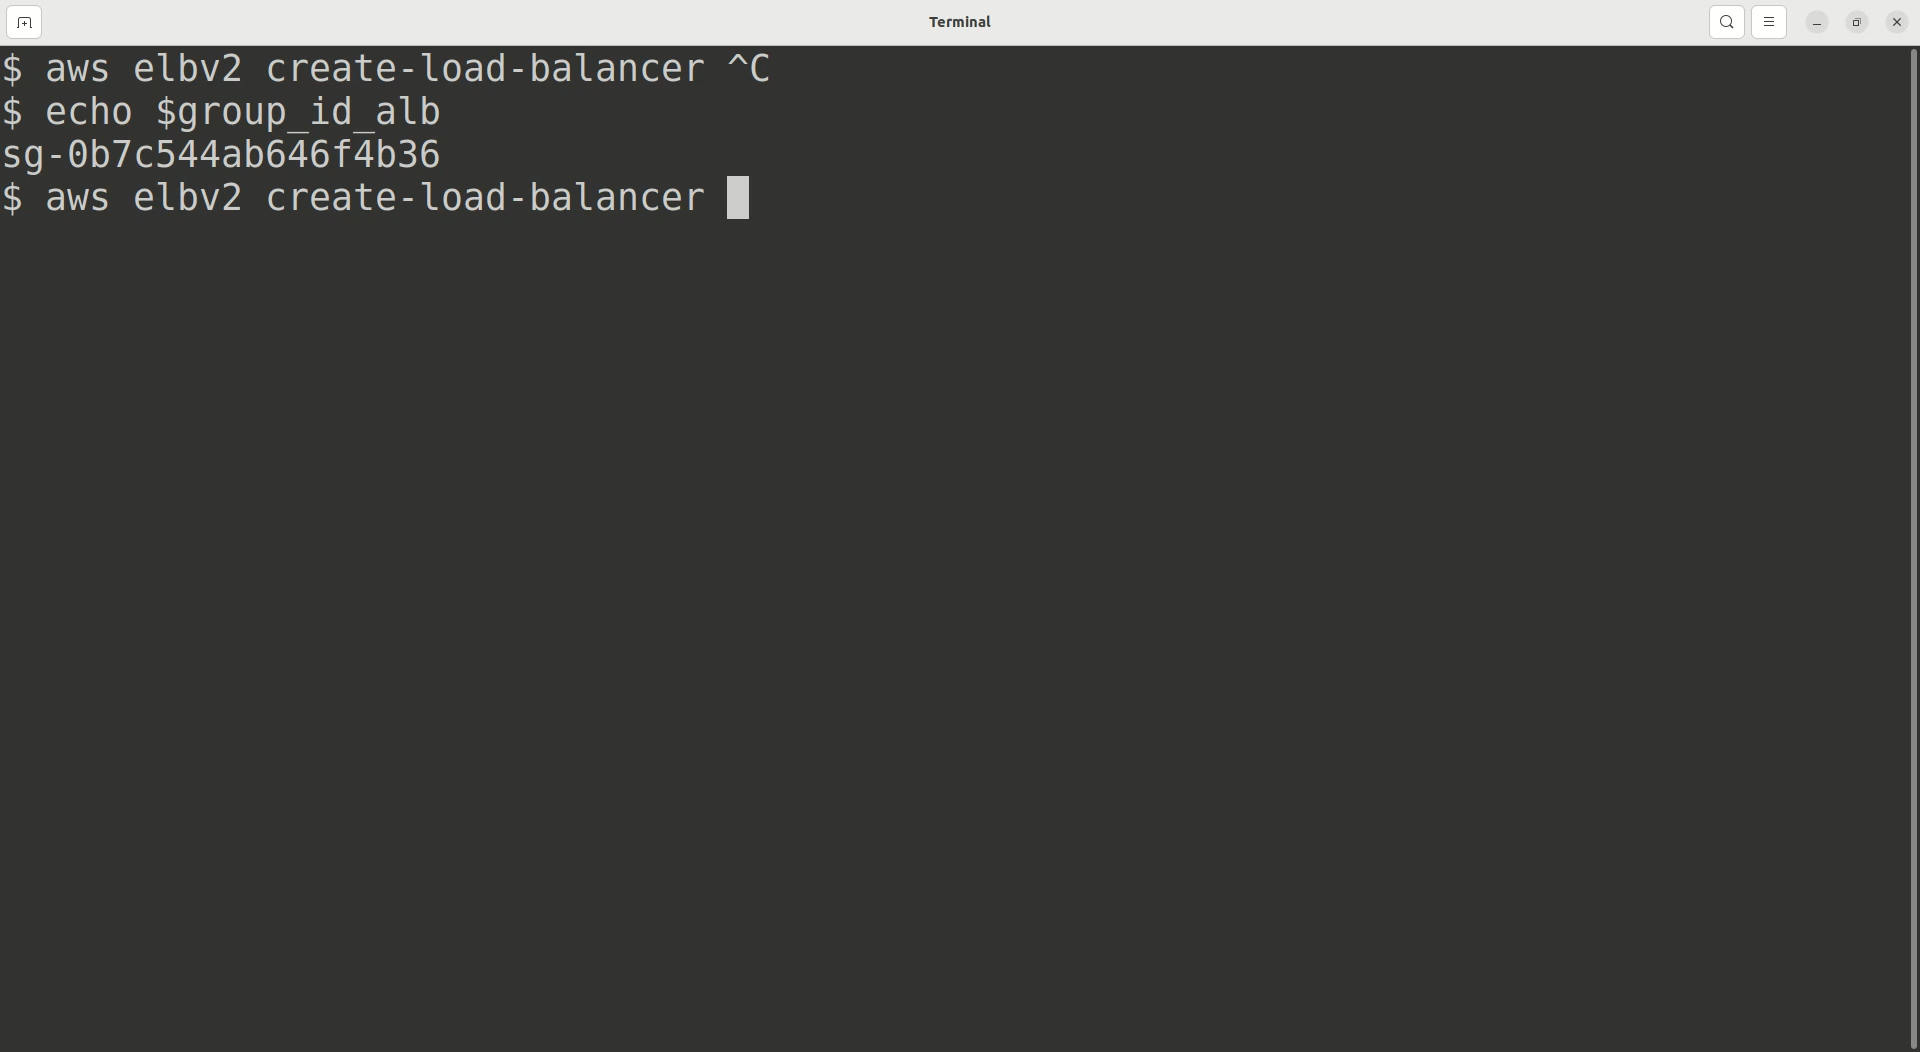 Terminal
$ aws elbv2 create-load-balancer ^C
$ echo $group_id_alb
sg-0b7c544ab646f4b36
$ aws elbv2 create-load-balancer